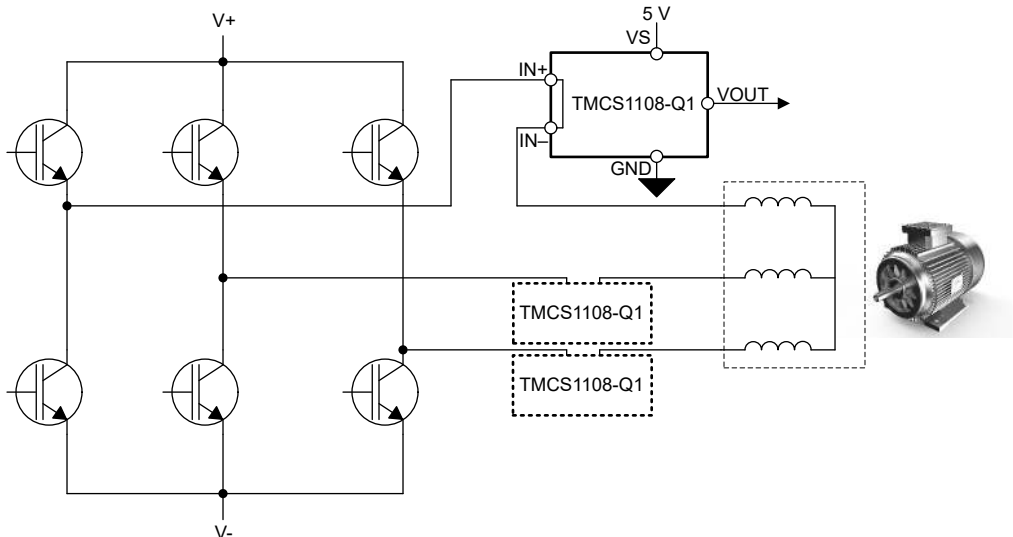 V+
5 V
VS
IN+
TMCS1108-Q1
VOUT
IN–
GND
TMCS1108-Q1
TMCS1108-Q1
V-